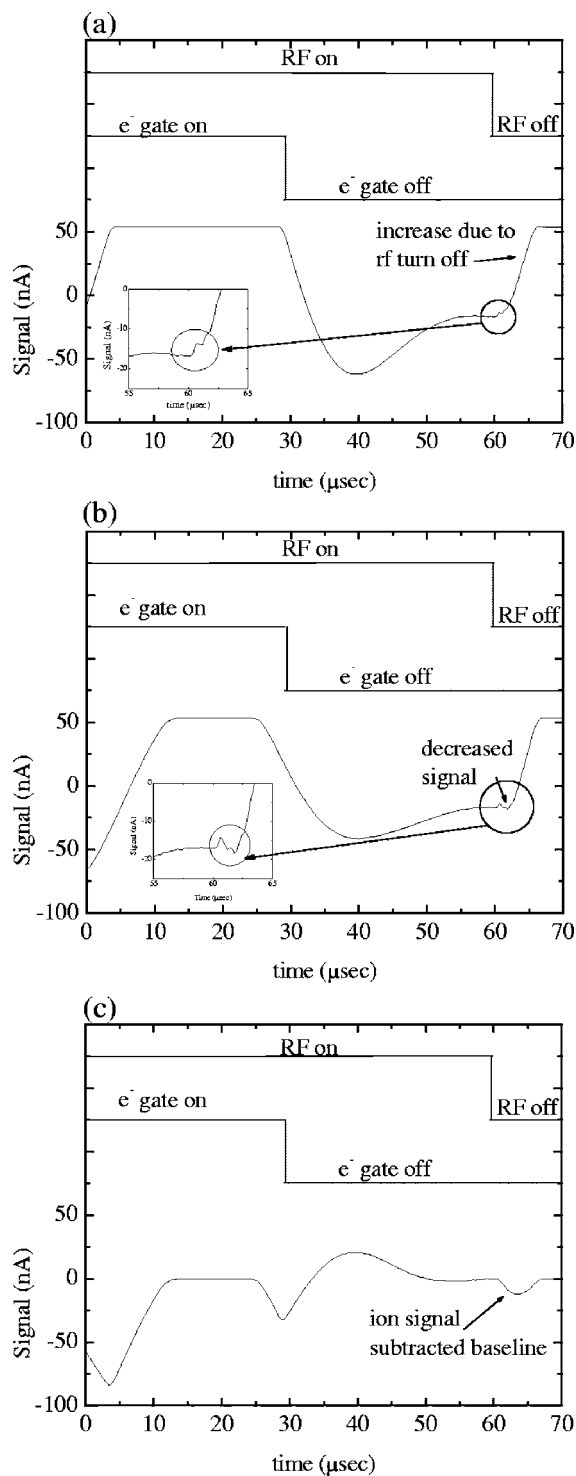 (a)
RF on
RF off
e⁻ gate on
e⁻ gate off
50
0
-50
-100
Signal (nA)
increase due to
rf turn off
0
-10
-20
Signal (nA)
55
60
65
time (μsec)
0 10 20 30 40 50 60 70
time (μsec)
(b)
RF on
RF off
e⁻ gate on
e⁻ gate off
50
0
-50
-100
Signal (nA)
decreased
signal
0
-10
-20
Signal (nA)
55
60
65
Time (μsec)
0 10 20 30 40 50 60 70
time (μsec)
(c)
RF on
RF off
e⁻ gate on
e⁻ gate off
50
0
-50
-100
Signal (nA)
ion signal
subtracted baseline
0 10 20 30 40 50 60 70
time (μsec)